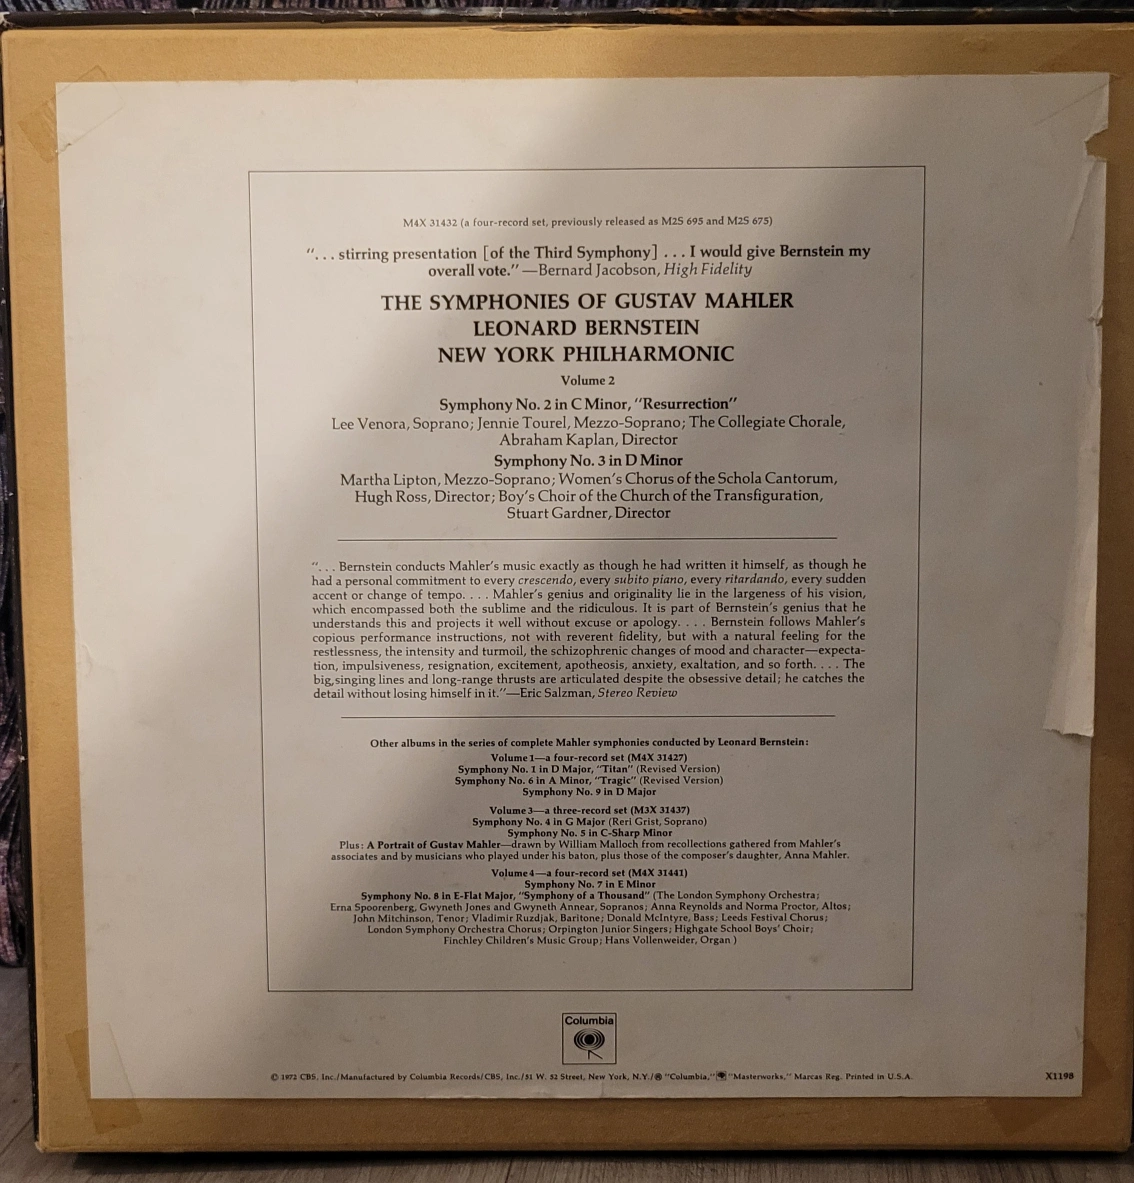 M4X 31432 (a four-record set, previously released as M2S 695 and M2S 675)
“. . . stirring presentation [of the Third Symphony] . . . I would give Bernstein my
overall vote.”—Bernard Jacobson, High Fidelity
THE SYMPHONIES OF GUSTAV MAHLER
LEONARD BERNSTEIN
NEW YORK PHILHARMONIC
Volume 2
Symphony No. 2 in C Minor, “Resurrection”
Lee Venora, Soprano; Jennie Tourel, Mezzo-Soprano; The Collegiate Chorale,
Abraham Kaplan, Director
Symphony No. 3 in D Minor
Martha Lipton, Mezzo-Soprano; Women’s Chorus of the Schola Cantorum,
Hugh Ross, Director; Boy’s Choir of the Church of the Transfiguration,
Stuart Gardner, Director
“. . . Bernstein conducts Mahler’s music exactly as though he had written it himself, as though he
had a personal commitment to every crescendo, every subito piano, every ritardando, every sudden
accent or change of tempo. . . . Mahler’s genius and originality lie in the largeness of his vision,
which encompassed both the sublime and the ridiculous. It is part of Bernstein’s genius that he
understands this and projects it well without excuse or apology. . . . Bernstein follows Mahler’s
copious performance instructions, not with reverent fidelity, but with a natural feeling for the
restlessness, the intensity and turmoil, the schizophrenic changes of mood and character—expecta-
tion, impulsiveness, resignation, excitement, apotheosis, anxiety, exaltation, and so forth. . . . The
big, singing lines and long-range thrusts are articulated despite the obsessive detail; he catches the
detail without losing himself in it.”—Eric Salzman, Stereo Review
Other albums in the series of complete Mahler symphonies conducted by Leonard Bernstein:
Volume 1—a four-record set (M4X 31427)
Symphony No. 1 in D Major, “Titan” (Revised Version)
Symphony No. 6 in A Minor, “Tragic” (Revised Version)
Symphony No. 9 in D Major
Volume 3—a three-record set (M3X 31437)
Symphony No. 4 in G Major (Reri Grist, Soprano)
Symphony No. 5 in C-Sharp Minor
Plus: A Portrait of Gustav Mahler—drawn by William Malloch from recollections gathered from Mahler’s
associates and by musicians who played under his baton, plus those of the composer’s daughter, Anna Mahler.
Volume 4—a four-record set (M4X 31441)
Symphony No. 7 in E Minor
Symphony No. 8 in E-Flat Major, “Symphony of a Thousand” (The London Symphony Orchestra;
Erna Spoorenberg, Gwyneth Jones and Gwyneth Annear, Sopranos; Anna Reynolds and Norma Proctor, Altos;
John Mitchinson, Tenor; Vladimir Ruzdjak, Baritone; Donald McIntyre, Bass; Leeds Festival Chorus;
London Symphony Orchestra Chorus; Orpington Junior Singers; Highgate School Boys’ Choir;
Finchley Children’s Music Group; Hans Vollenweider, Organ )
Columbia
© 1972 CBS, Inc./Manufactured by Columbia Records/CBS, Inc./51 W. 52 Street, New York, N.Y./® “Columbia,” “Masterworks,” Marcas Reg. Printed in U.S.A.
X1198